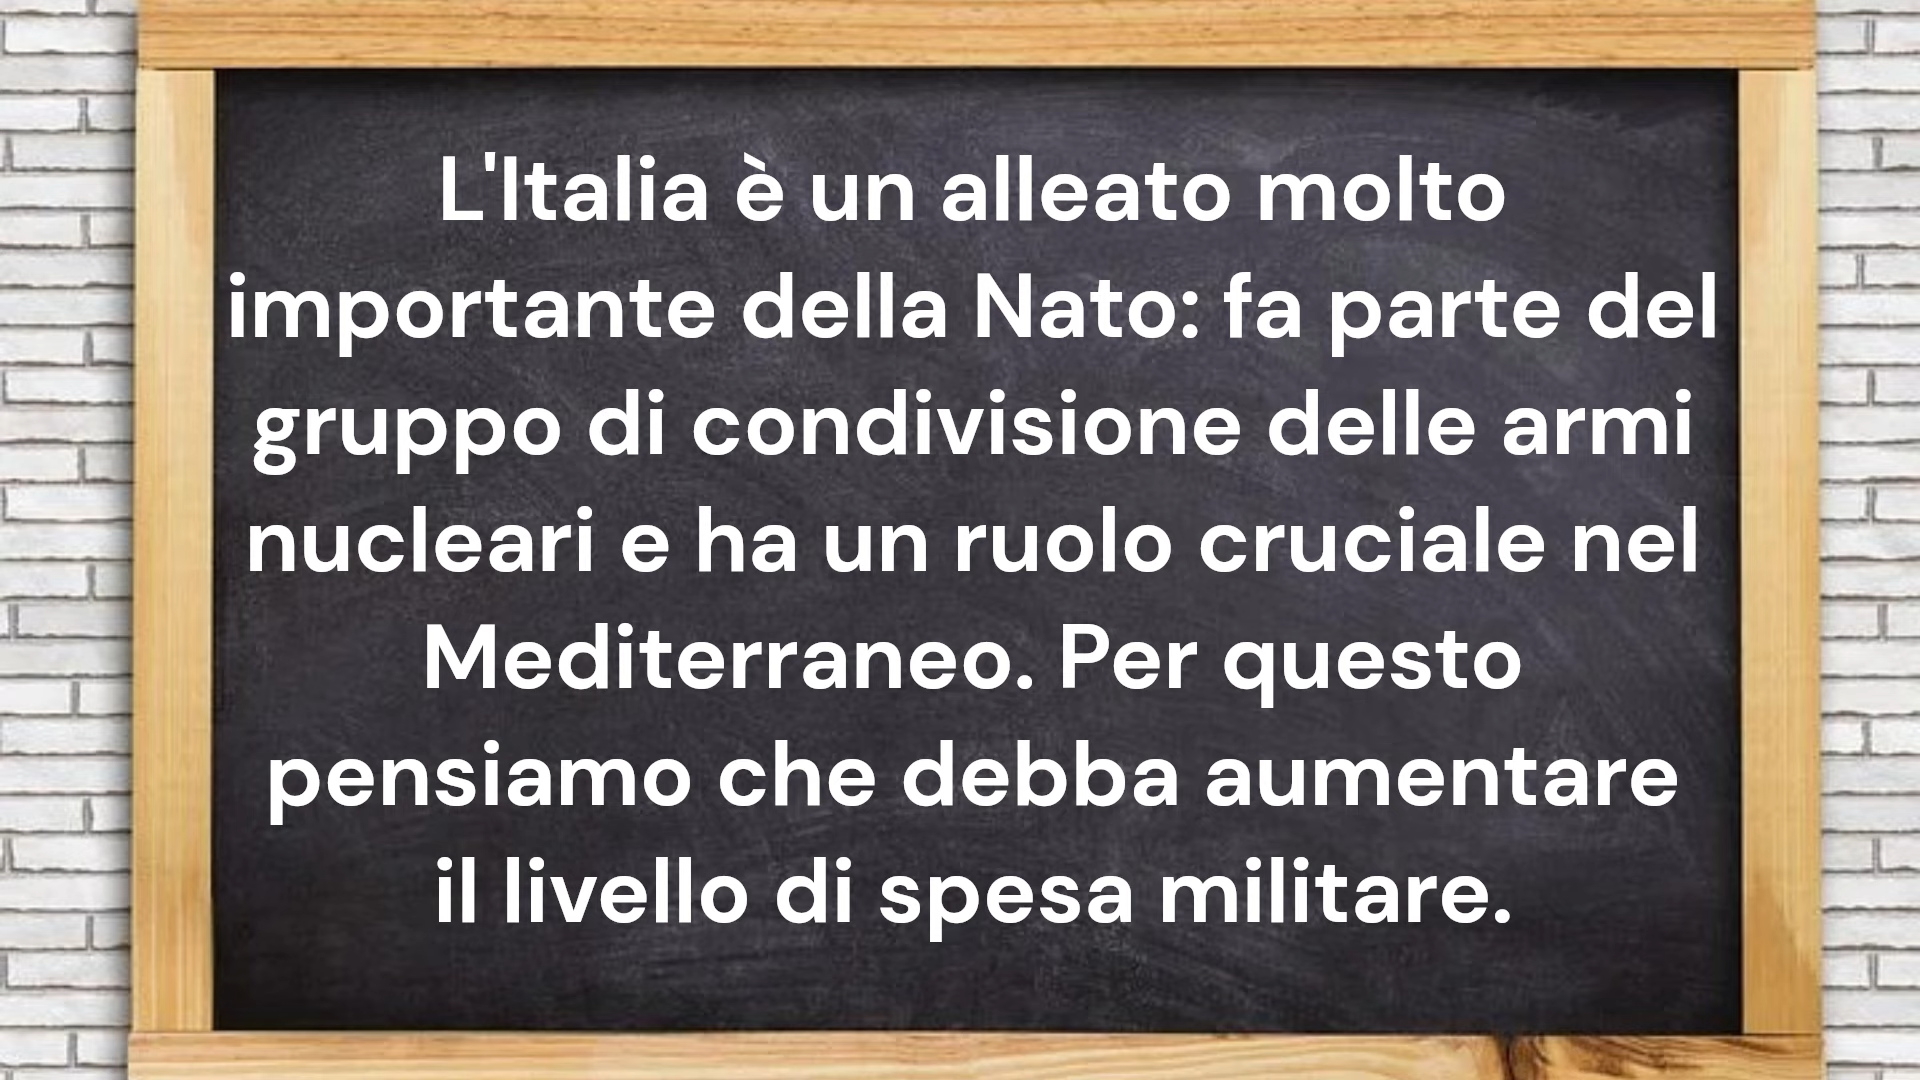 L'Italia è un alleato molto
importante della Nato: fa parte del
gruppo di condivisione delle armi
nucleari e ha un ruolo cruciale nel
Mediterraneo. Per questo
pensiamo che debba aumentare
il livello di spesa militare.